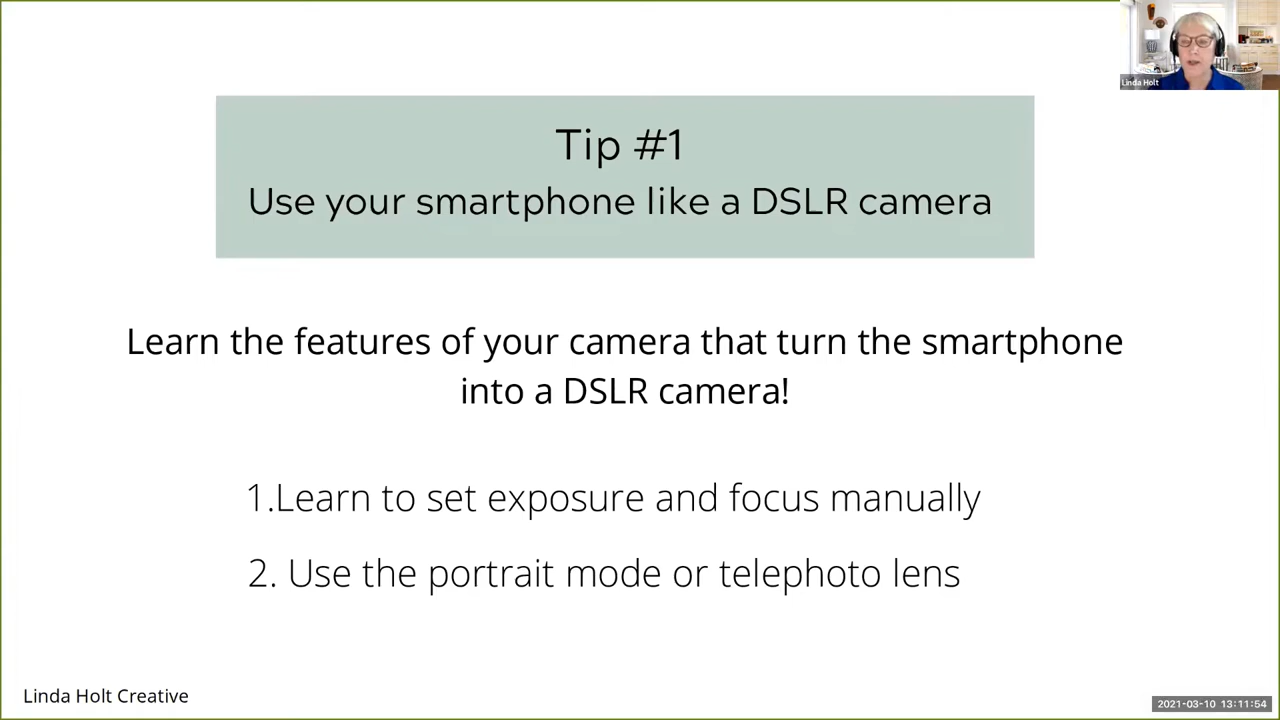 Linda Holt
Tip #1
Use your smartphone like a DSLR camera
Learn the features of your camera that turn the smartphone
into a DSLR camera!
1.Learn to set exposure and focus manually
2. Use the portrait mode or telephoto lens
Linda Holt Creative
2021-03-10 13:11:54